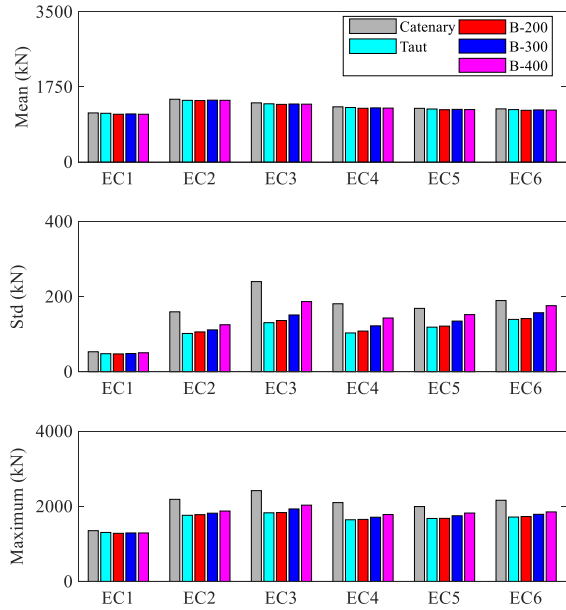 3500
1750
0
Mean (kN)
Catenary
Taut
B-200
B-300
B-400
EC1 EC2 EC3 EC4 EC5 EC6
400
200
0
Std (kN)
EC1 EC2 EC3 EC4 EC5 EC6
4000
2000
0
Maximum (kN)
EC1 EC2 EC3 EC4 EC5 EC6